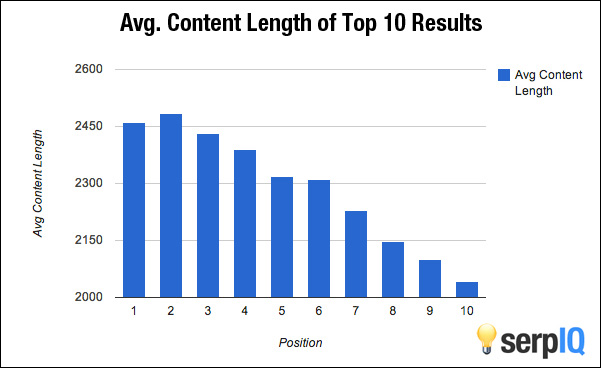 Avg. Content Length of Top 10 Results
2600
2450
2300
2150
2000
Avg Content Length
1 2 3 4 5 6 7 8 9 10
Position
Avg Content
Length
serpIQ